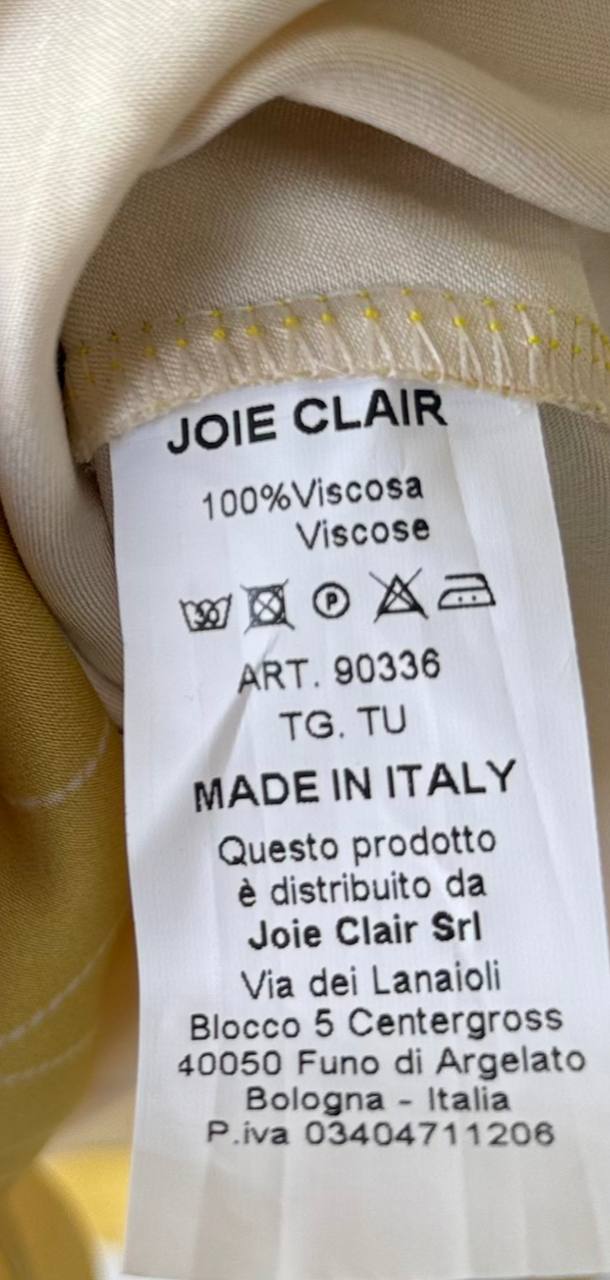 JOIE CLAIR
100%Viscosa
Viscose
30 P
ART. 90336
TG. TU
MADE IN ITALY
Questo prodotto
è distribuito da
Joie Clair Srl
Via dei Lanaioli
Blocco 5 Centergross
40050 Funo di Argelato
Bologna - Italia
P.iva 03404711206